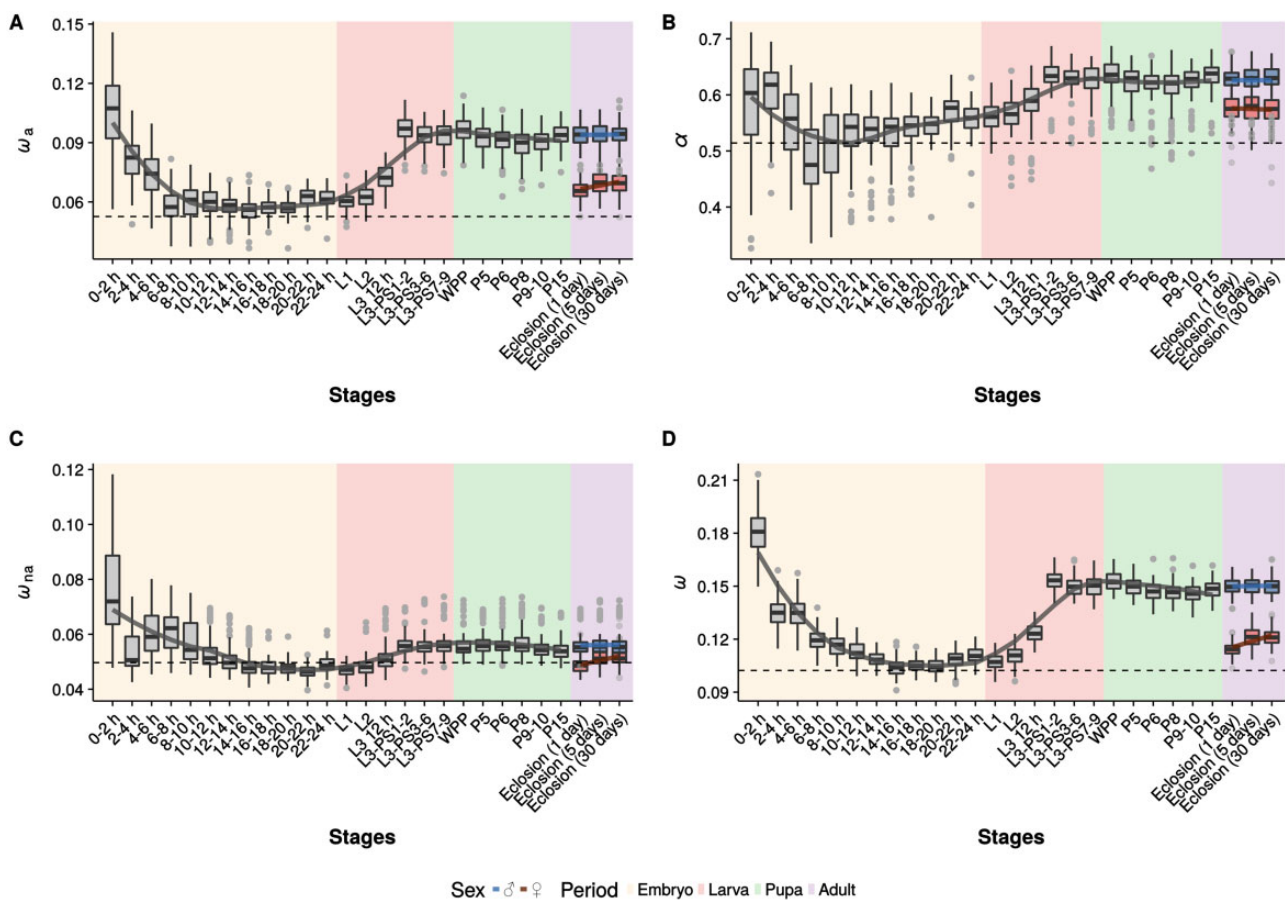 A
0.15
0.12
0.09
0.06
ωa
0-2 h
2-4 h
4-6 h
6-8 h
8-10 h
10-12 h
12-14 h
14-16 h
16-18 h
18-20 h
20-22 h
22-24 h
L1
L2
L3-12 h
L3-PS1-2
L3-PS3-6
L3-PS7-9
WPP
P5
P6
P8
P9-10
P15
Eclosion (1 day)
Eclosion (5 days)
Eclosion (30 days)
Stages
B
0.7
0.6
0.5
0.4
α
0-2 h
2-4 h
4-6 h
6-8 h
8-10 h
10-12 h
12-14 h
14-16 h
16-18 h
18-20 h
20-22 h
22-24 h
L1
L2
L3-12 h
L3-PS1-2
L3-PS3-6
L3-PS7-9
WPP
P5
P6
P8
P9-10
P15
Eclosion (1 day)
Eclosion (5 days)
Eclosion (30 days)
Stages
C
0.12
0.10
0.08
0.06
0.04
ωna
0-2 h
2-4 h
4-6 h
6-8 h
8-10 h
10-12 h
12-14 h
14-16 h
16-18 h
18-20 h
20-22 h
22-24 h
L1
L2
L3-12 h
L3-PS1-2
L3-PS3-6
L3-PS7-9
WPP
P5
P6
P8
P9-10
P15
Eclosion (1 day)
Eclosion (5 days)
Eclosion (30 days)
Stages
D
0.21
0.18
0.15
0.12
0.09
ω
0-2 h
2-4 h
4-6 h
6-8 h
8-10 h
10-12 h
12-14 h
14-16 h
16-18 h
18-20 h
20-22 h
22-24 h
L1
L2
L3-12 h
L3-PS1-2
L3-PS3-6
L3-PS7-9
WPP
P5
P6
P8
P9-10
P15
Eclosion (1 day)
Eclosion (5 days)
Eclosion (30 days)
Stages
Sex ♂ ♀ Period Embryo Larva Pupa Adult